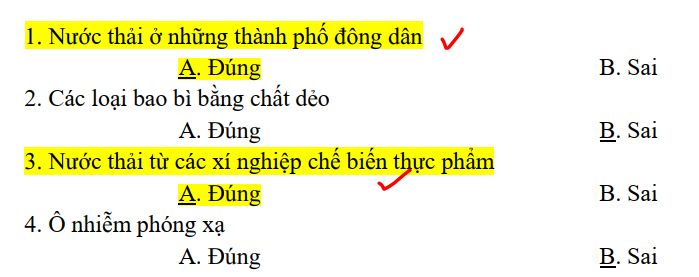 1. Nước thải ở những thành phố đông dân
A. Đúng B. Sai
2. Các loại bao bì bằng chất dẻo
A. Đúng B. Sai
3. Nước thải từ các xí nghiệp chế biến thực phẩm
A. Đúng B. Sai
4. Ô nhiễm phóng xạ
A. Đúng B. Sai